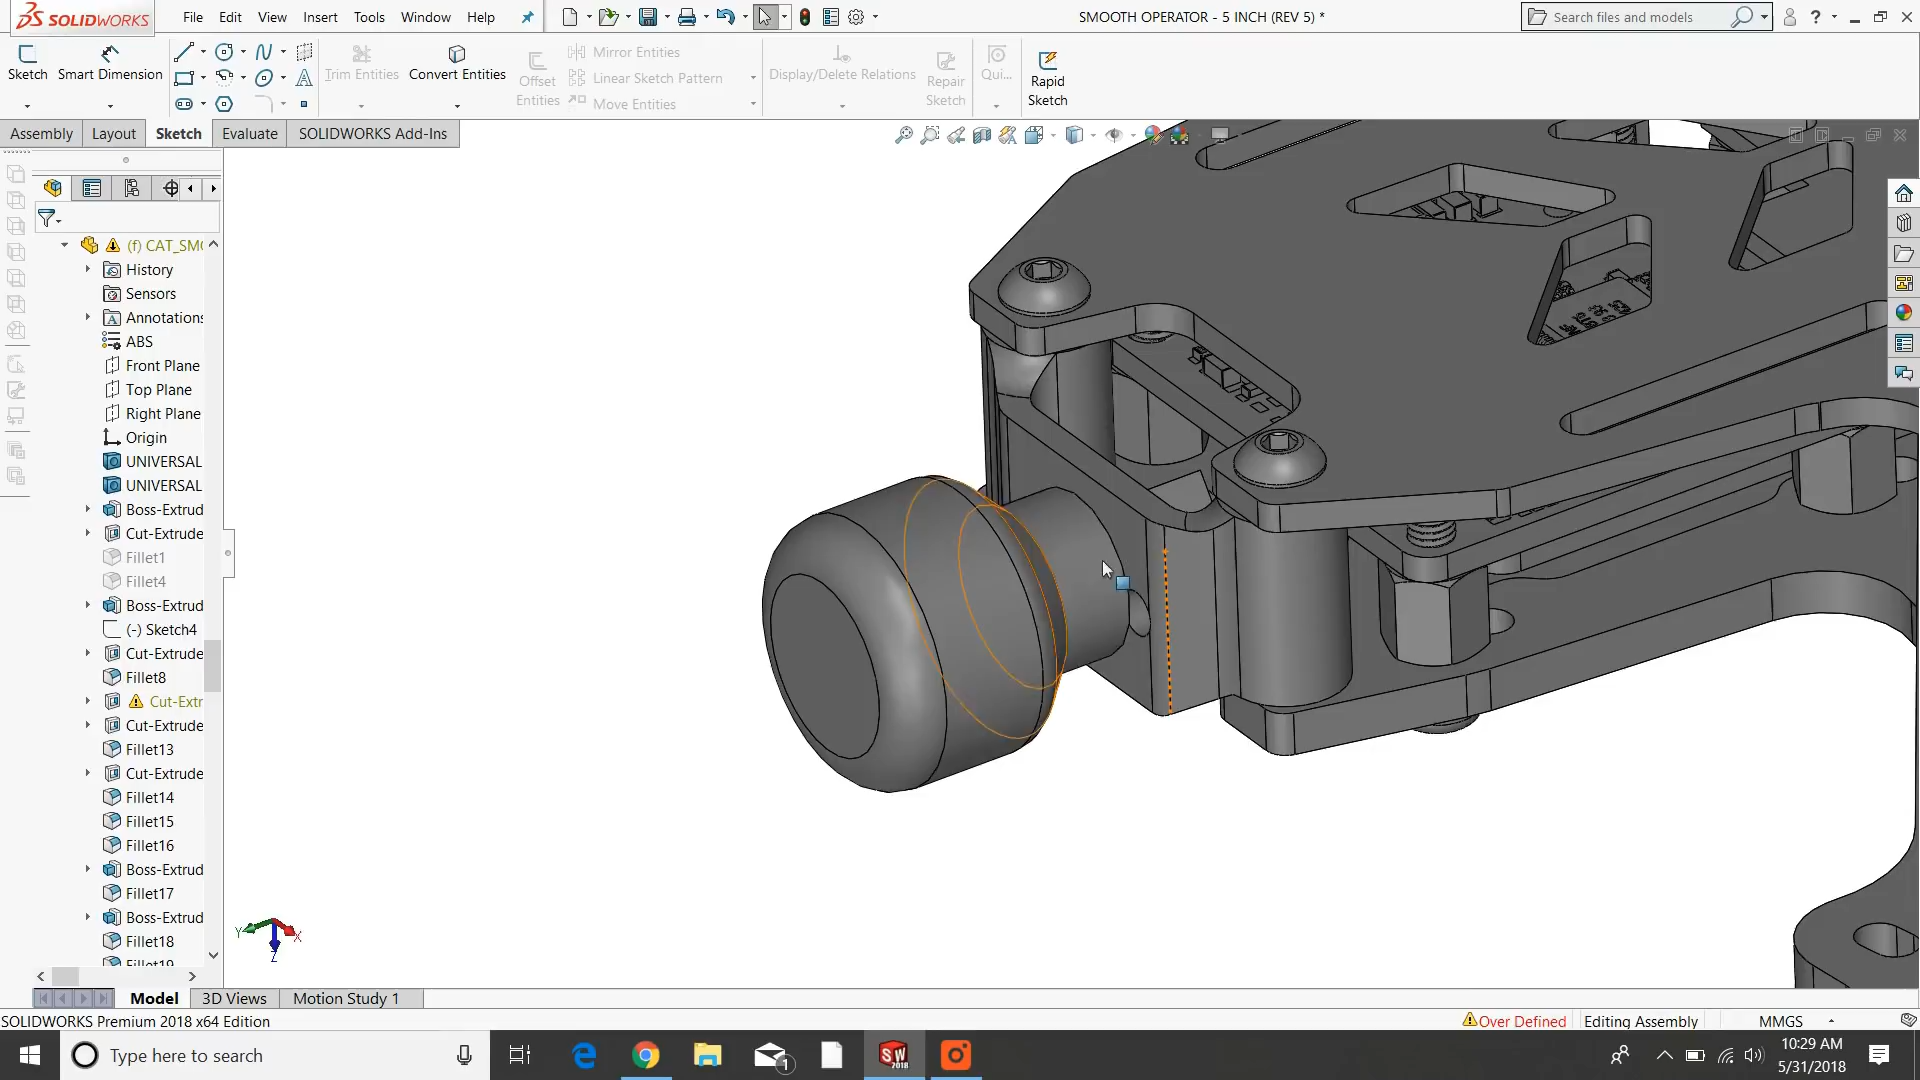 SOLIDWORKS
File Edit View Insert Tools Window Help
SMOOTH OPERATOR - 5 INCH (REV 5) *
Search files and models
?
Sketch
Smart Dimension
Trim Entities
Convert Entities
Offset
Entities
Mirror Entities
Linear Sketch Pattern
Move Entities
Display/Delete Relations
Repair
Sketch
Qui...
Rapid
Sketch
Assembly Layout Sketch Evaluate SOLIDWORKS Add-Ins
(f) CAT_SMO
History
Sensors
Annotations
ABS
Front Plane
Top Plane
Right Plane
Origin
UNIVERSAL
UNIVERSAL
Boss-Extrud
Cut-Extrude
Fillet1
Fillet4
Boss-Extrud
(-) Sketch4
Cut-Extrude
Fillet8
Cut-Extr
Cut-Extrude
Fillet13
Cut-Extrude
Fillet14
Fillet15
Fillet16
Boss-Extrud
Fillet17
Boss-Extrud
Fillet18
Fillet19
Y
X
Z
Model 3D Views Motion Study 1
SOLIDWORKS Premium 2018 x64 Edition
Over Defined Editing Assembly MMGS
Type here to search
1
SW
2018
10:29 AM
5/31/2018